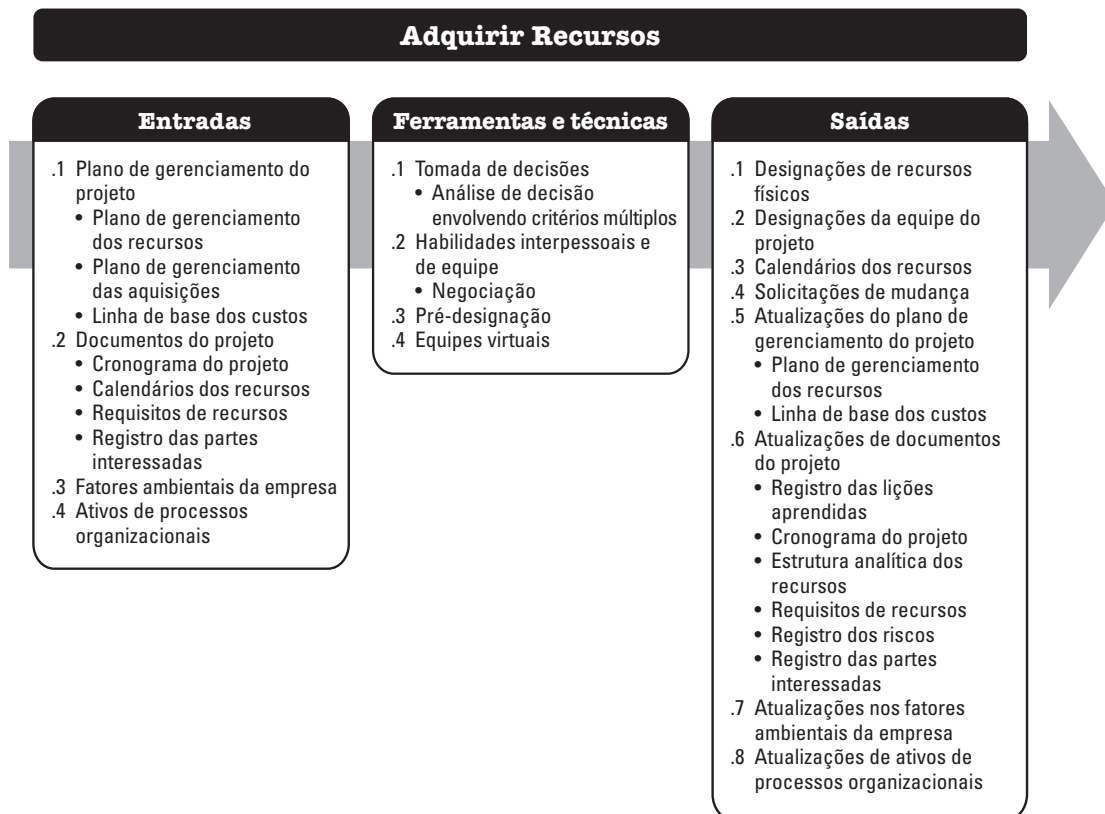 Adquirir Recursos
Entradas
.1 Plano de gerenciamento do
projeto
• Plano de gerenciamento
dos recursos
• Plano de gerenciamento
das aquisições
• Linha de base dos custos
.2 Documentos do projeto
• Cronograma do projeto
• Calendários dos recursos
• Requisitos de recursos
• Registro das partes
interessadas
.3 Fatores ambientais da empresa
.4 Ativos de processos
organizacionais
Ferramentas e técnicas
.1 Tomada de decisões
• Análise de decisão
envolvendo critérios múltiplos
.2 Habilidades interpessoais e
de equipe
• Negociação
.3 Pré-designação
.4 Equipes virtuais
Saídas
.1 Designações de recursos
físicos
.2 Designações da equipe do
projeto
.3 Calendários dos recursos
.4 Solicitações de mudança
.5 Atualizações do plano de
gerenciamento do projeto
• Plano de gerenciamento
dos recursos
• Linha de base dos custos
.6 Atualizações de documentos
do projeto
• Registro das lições
aprendidas
• Cronograma do projeto
• Estrutura analítica dos
recursos
• Requisitos de recursos
• Registro dos riscos
• Registro das partes
interessadas
.7 Atualizações nos fatores
ambientais da empresa
.8 Atualizações de ativos de
processos organizacionais